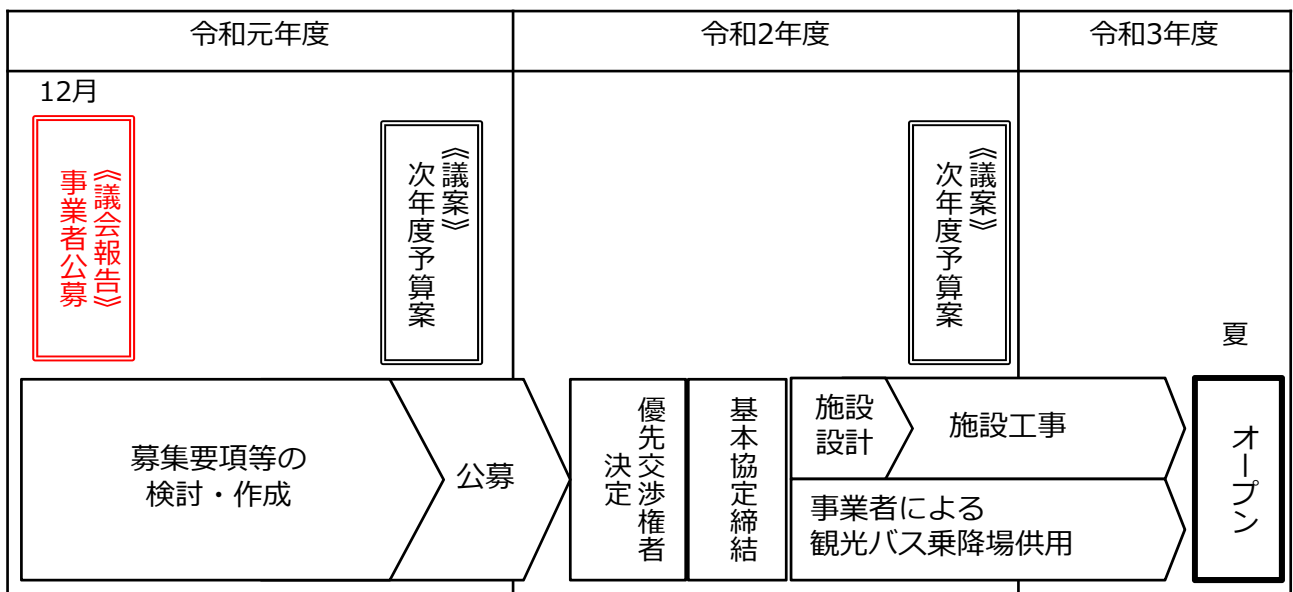 令和元年度
令和2年度
令和3年度
12月
《議会報告》
事業者公募
《議案》
次年度予算案
《議案》
次年度予算案
夏
募集要項等の
検討・作成
公募
優先交渉権者
決定
基本協定締結
施設
設計
施設工事
事業者による
観光バス乗降場供用
オープン